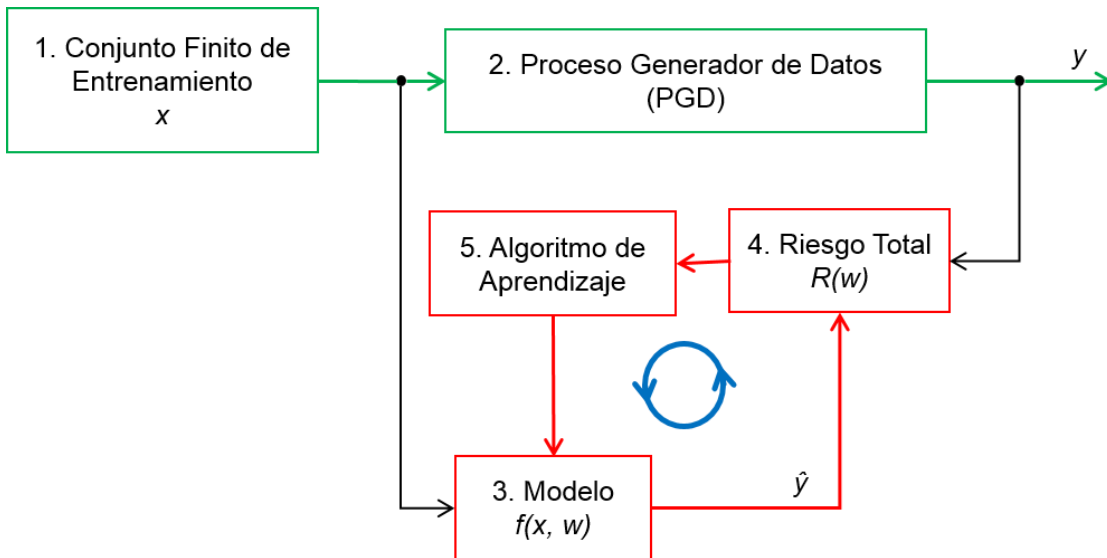 1. Conjunto Finito de
Entrenamiento
x
2. Proceso Generador de Datos
(PGD)
y
5. Algoritmo de
Aprendizaje
4. Riesgo Total
R(w)
3. Modelo
f(x, w)
ŷ